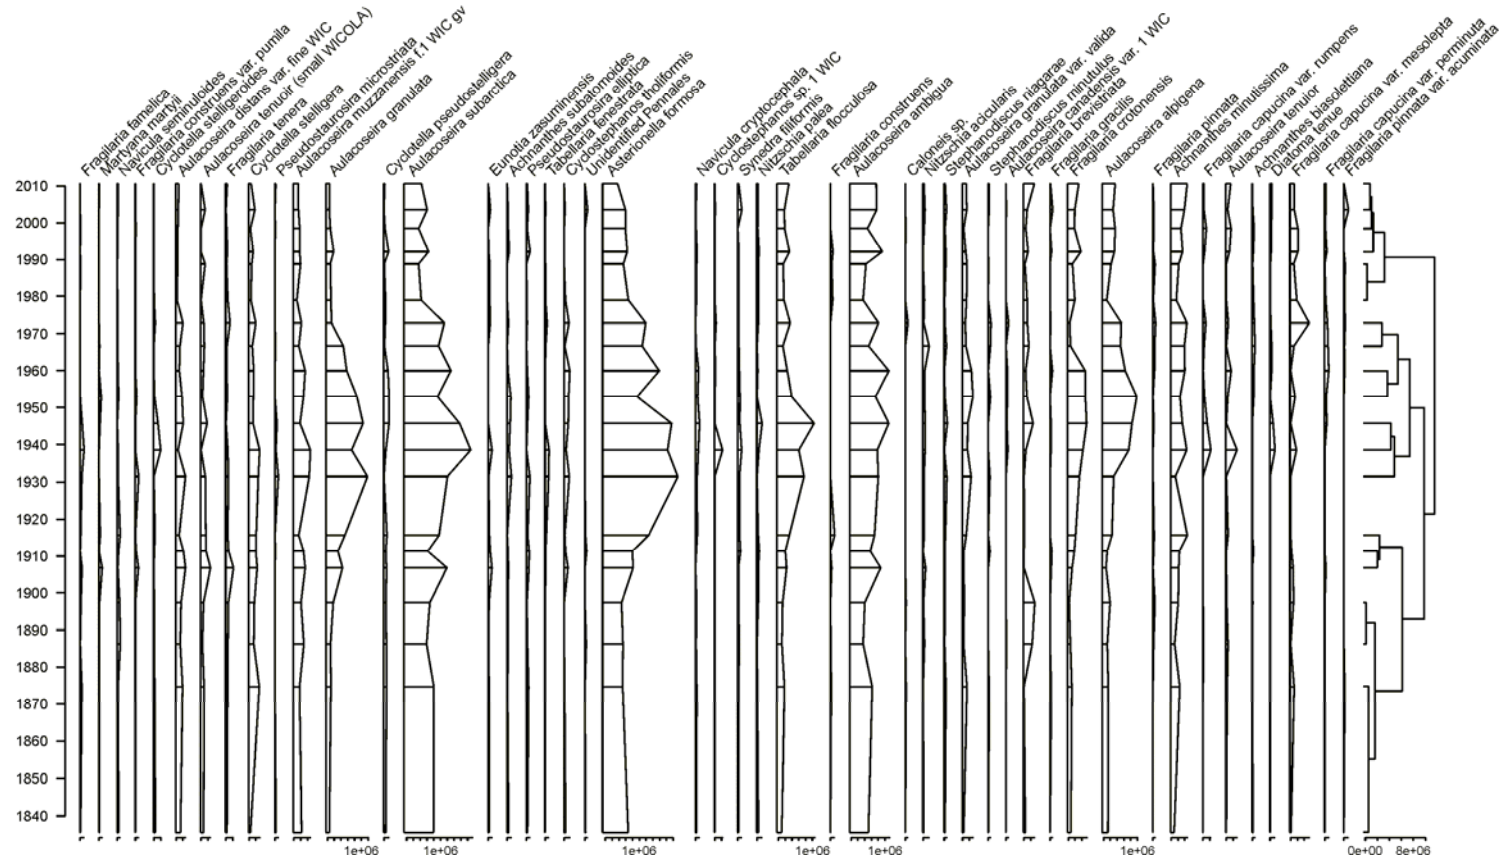 Fragilaria famelica
Martyana martyii
Navicula seminuloides
Fragilaria construens var. pumila
Cyclotella stelligeroides
Aulacoseira distans var. fine WIC
Aulacoseira tenuoir (small WICOLA)
Fragilaria tenera
Cyclotella stelligera
Pseudostaurosira microstriata
Aulacoseira muzzanensis f.1 WIC gv
Aulacoseira granulata
Cyclotella pseudostelligera
Aulacoseira subarctica
Eunotia zasuminensis
Achnanthes subatomoides
Pseudostaurosira elliptica
Tabellaria fenestrata
Cyclostephanos tholiformis
Unidentified Pennales
Asterionella formosa
Navicula cryptocephala
Cyclostephanos sp. 1 WIC
Synedra filiformis
Nitzschia palea
Tabellaria flocculosa
Fragilaria construens
Aulacoseira ambigua
Caloneis sp.
Nitzschia acicularis
Stephanodiscus niagarae
Aulacoseira granulata var. valida
Stephanodiscus minutulus
Aulacoseira canadensis var. 1 WIC
Fragilaria brevistriata
Fragilaria gracilis
Fragilaria crotonensis
Aulacoseira alpigena
Fragilaria pinnata
Achnanthes minutissima
Fragilaria capucina var. rumpens
Aulacoseira tenuior
Achnanthes biasolettiana
Diatoma tenue
Fragilaria capucina var. mesolepta
Fragilaria capucina var. perminuta
Fragilaria pinnata var. acuminata
2010
2000
1990
1980
1970
1960
1950
1940
1930
1920
1910
1900
1890
1880
1870
1860
1850
1840
1e+06 1e+06 1e+06 1e+06 1e+06 1e+06 0e+00 8e+06